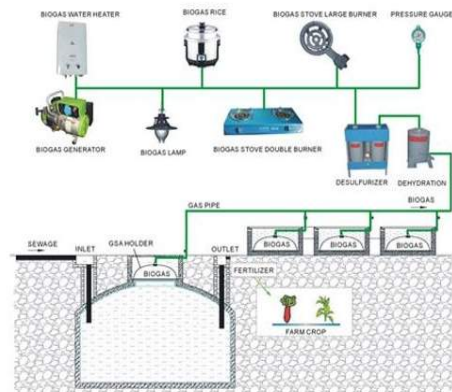 BIOGAS WATER HEATER
BIOGAS RICE
BIOGAS STOVE LARGE BURNER
PRESSURE GAUGE
BIOGAS GENERATOR
BIOGAS LAMP
BIOGAS STOVE DOUBLE BURNER
DESULFURIZER
DEHYDRATION
BIOGAS
GAS PIPE
SEWAGE
INLET
GSA HOLDER
BIOGAS
OUTLET
BIOGAS
BIOGAS
BIOGAS
FERTILIZER
FARM CROP